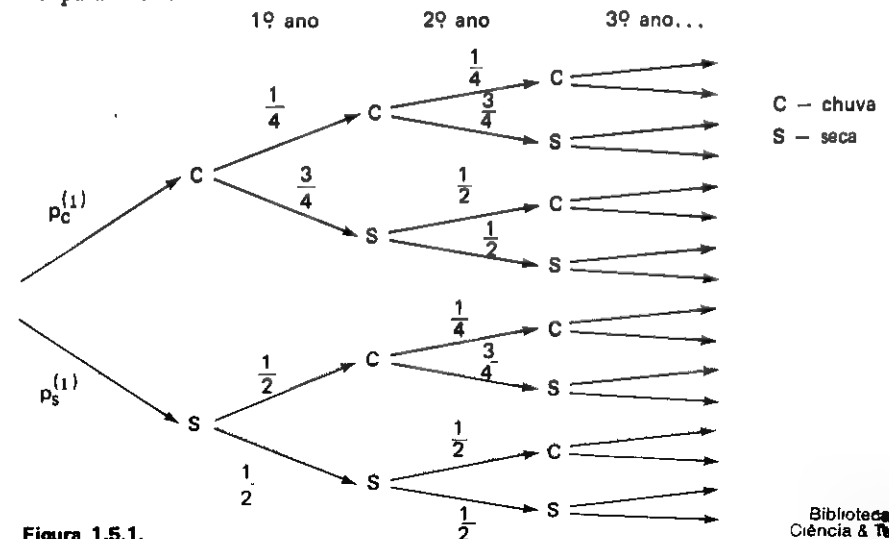 1º ano 2º ano 3º ano...
C – chuva
S – seca
p_C^(1)
p_S^(1)
C
S
1/4
3/4
1/2
1/2
C
S
C
S
1/4
3/4
1/2
1/2
1/4
3/4
1/2
1/2
C
S
C
S
C
S
C
S
Figura 1.5.1.
Biblioteca
Ciência &